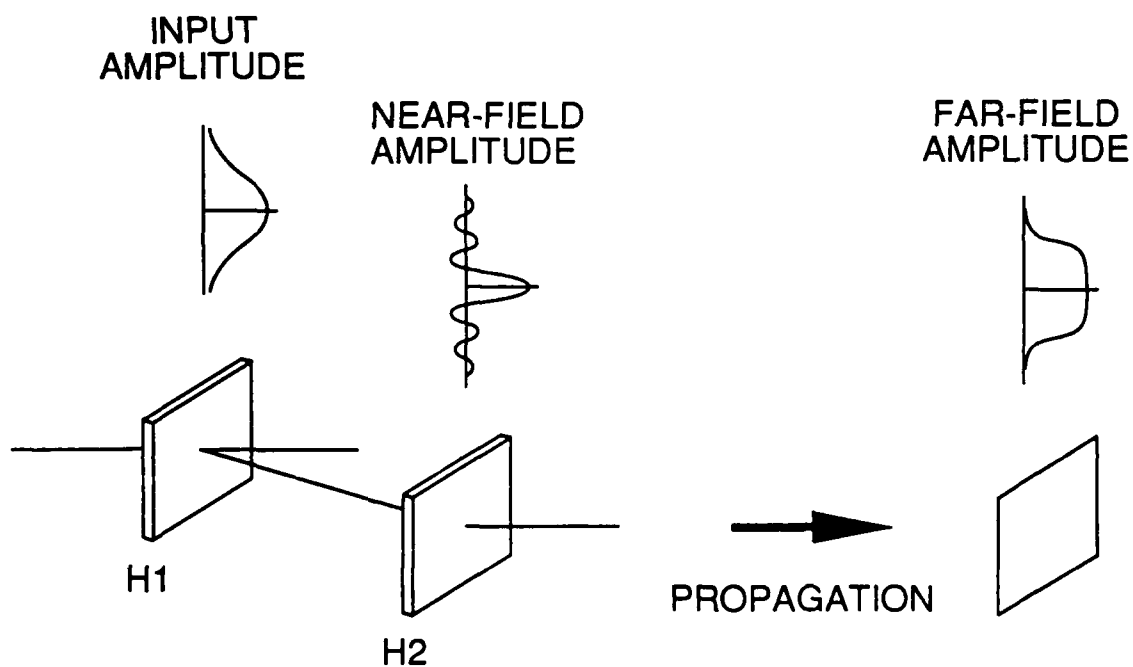 INPUT
AMPLITUDE
NEAR-FIELD
AMPLITUDE
FAR-FIELD
AMPLITUDE
H1
H2
PROPAGATION